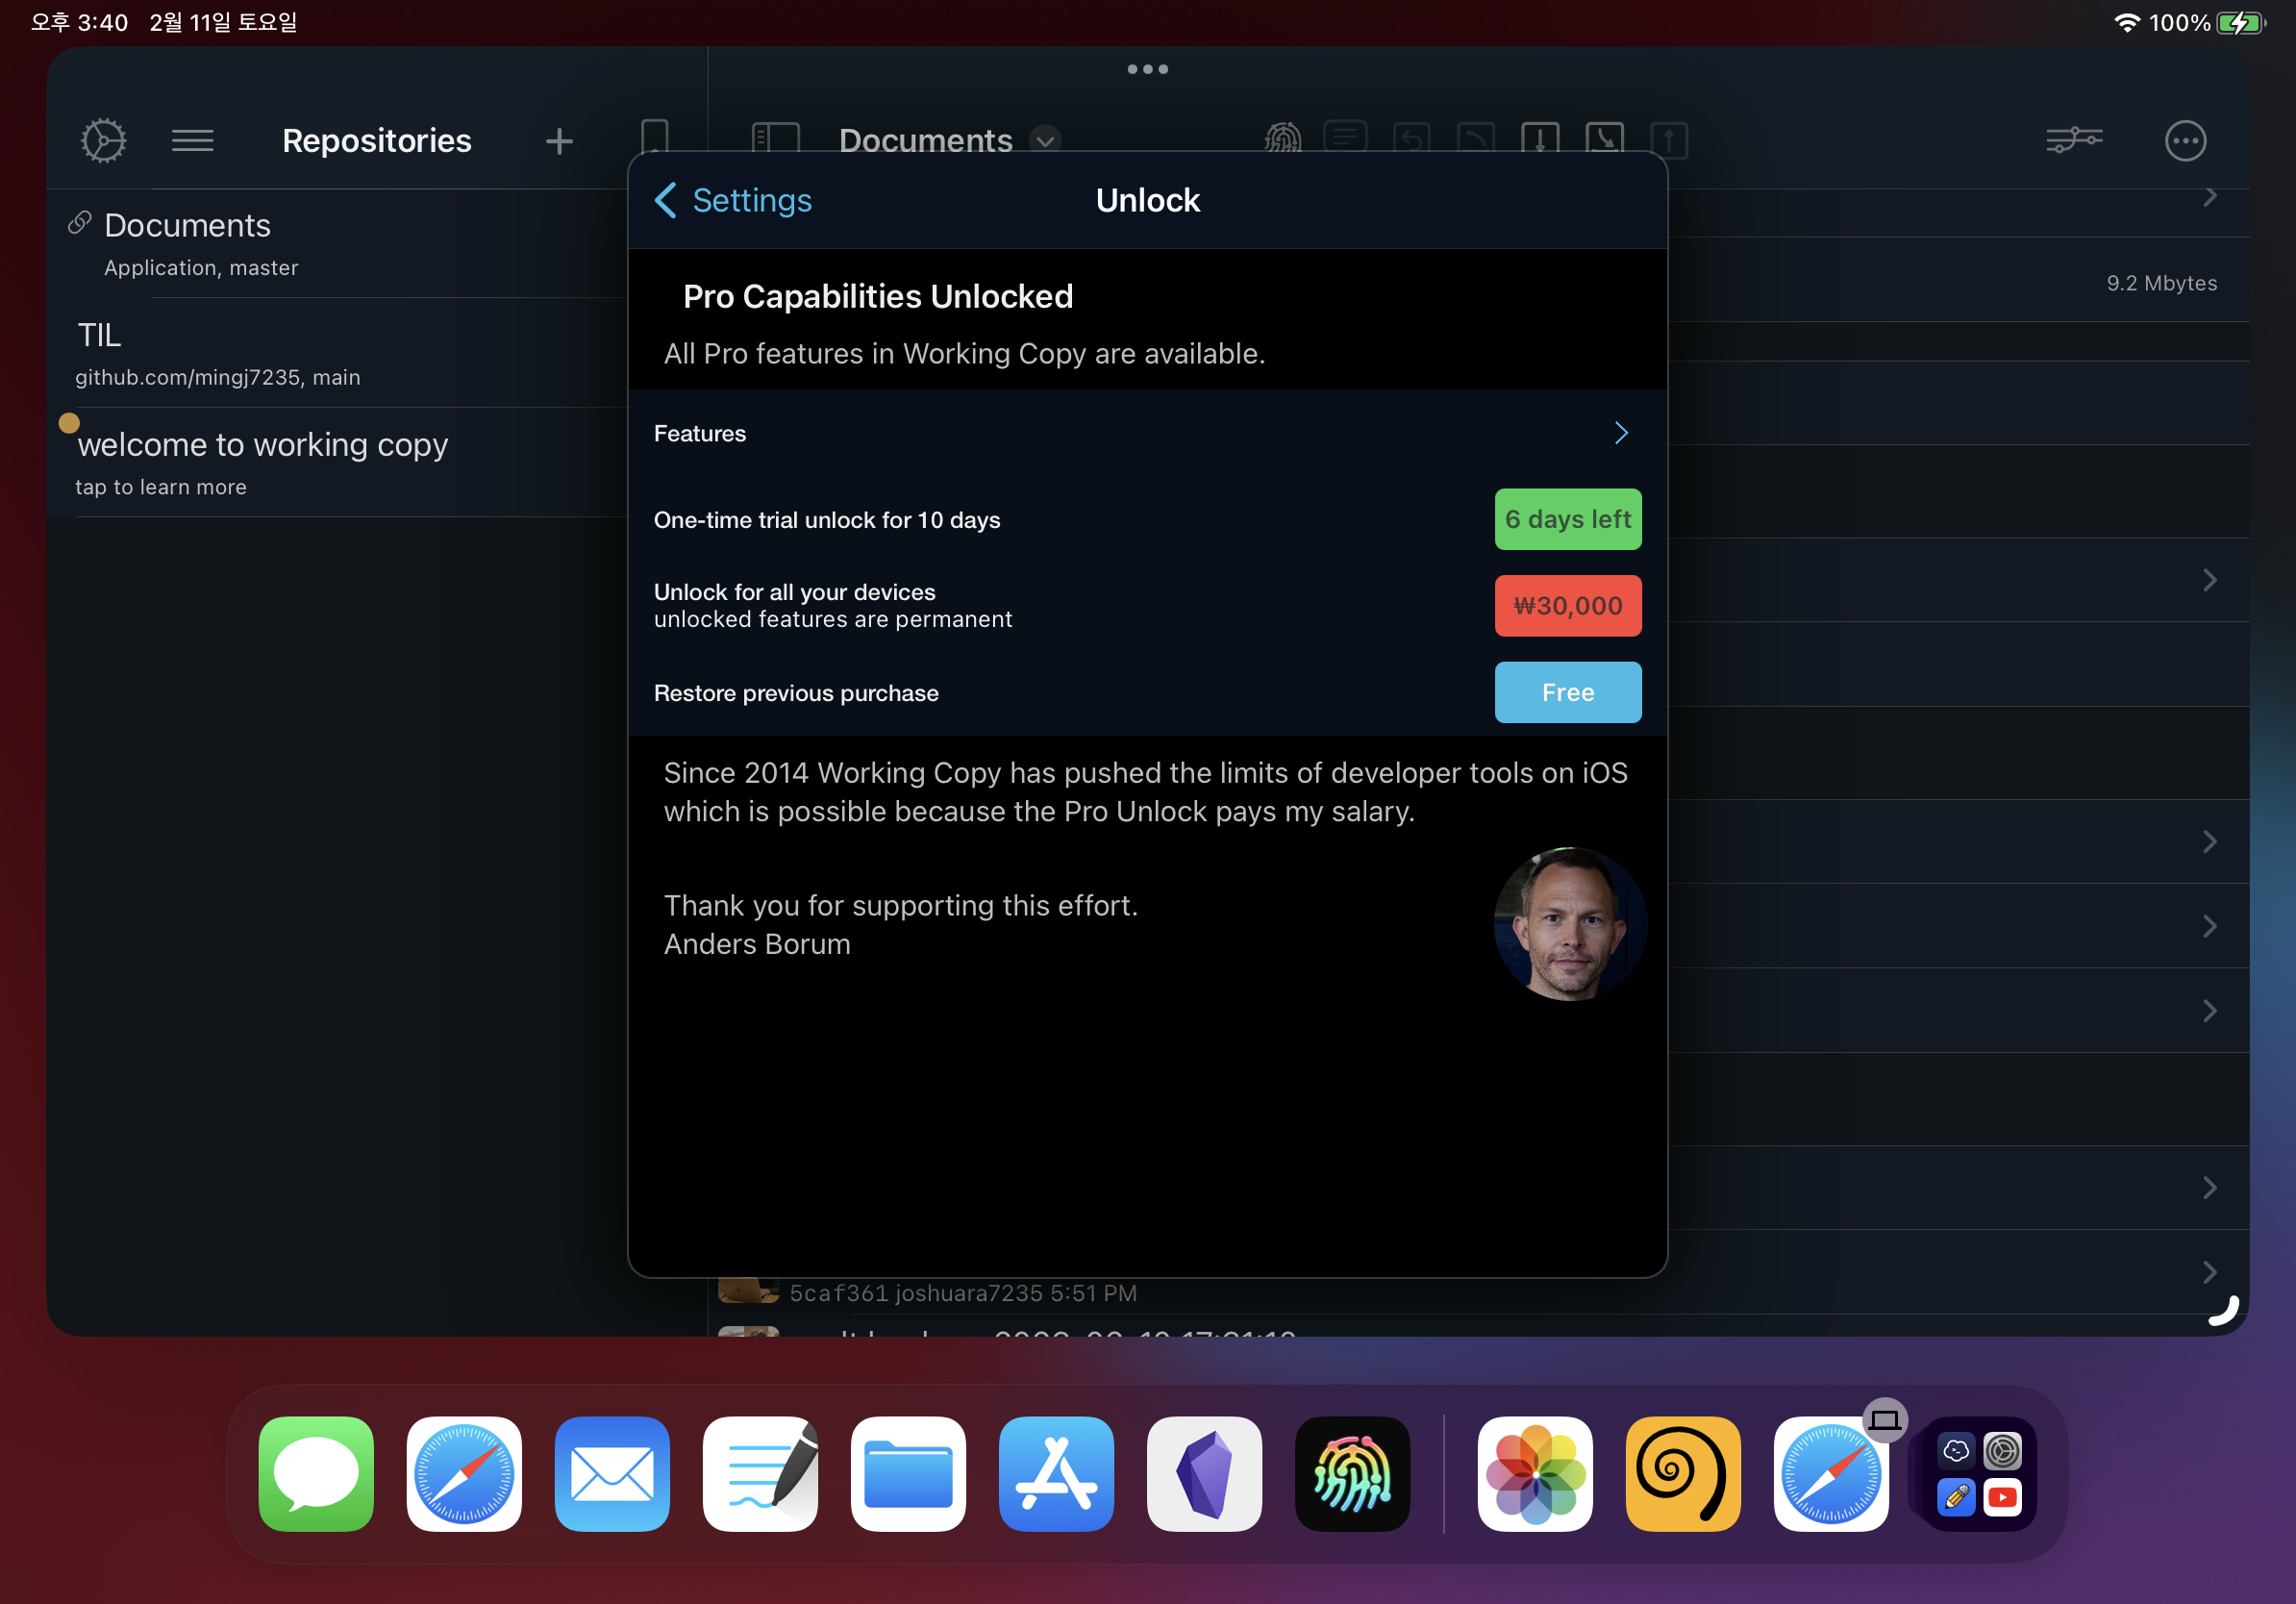 오후 3:40 2월 11일 토요일
100%
Repositories
Documents
Documents
Application, master
TIL
github.com/mingj7235, main
welcome to working copy
tap to learn more
9.2 Mbytes
Settings
Unlock
Pro Capabilities Unlocked
All Pro features in Working Copy are available.
Features
One-time trial unlock for 10 days
6 days left
Unlock for all your devices
unlocked features are permanent
₩30,000
Restore previous purchase
Free
Since 2014 Working Copy has pushed the limits of developer tools on iOS
which is possible because the Pro Unlock pays my salary.
Thank you for supporting this effort.
Anders Borum
5caf361 joshuara7235 5:51 PM